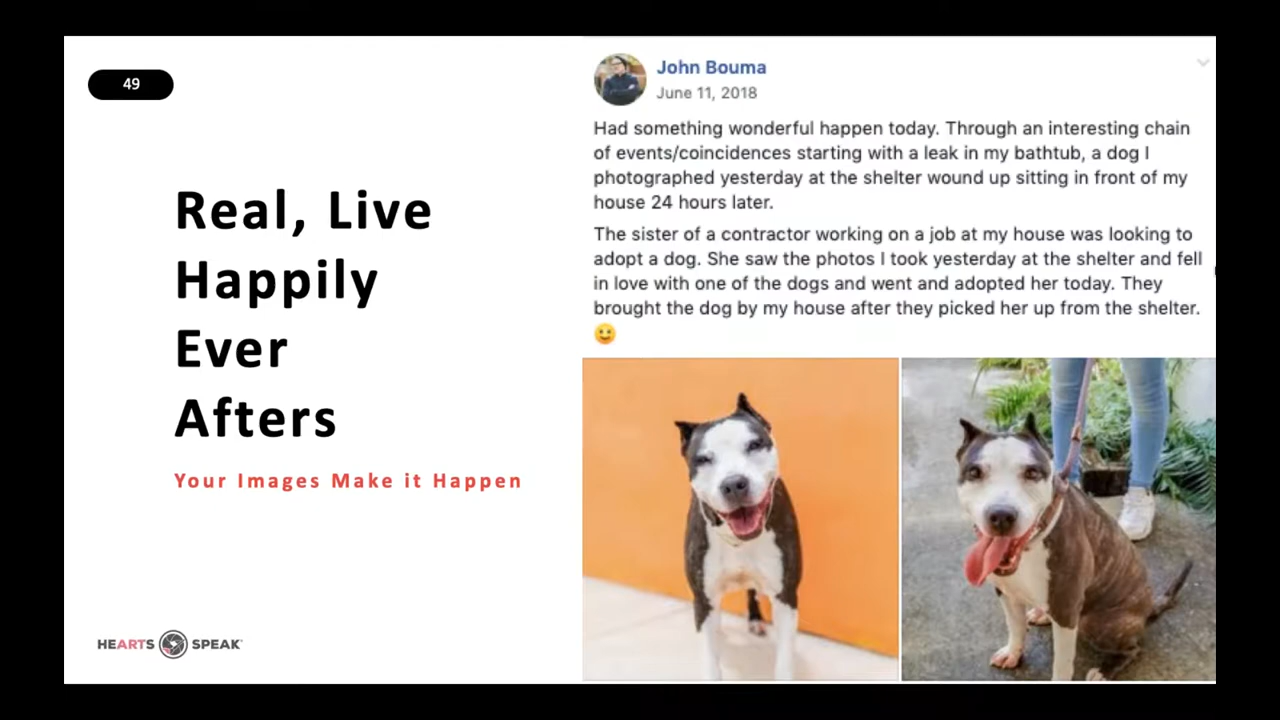 49
Real, Live
Happily
Ever
Afters
Your Images Make it Happen
HEARTS SPEAK
John Bouma
June 11, 2018
Had something wonderful happen today. Through an interesting chain
of events/coincidences starting with a leak in my bathtub, a dog I
photographed yesterday at the shelter wound up sitting in front of my
house 24 hours later.
The sister of a contractor working on a job at my house was looking to
adopt a dog. She saw the photos I took yesterday at the shelter and fell
in love with one of the dogs and went and adopted her today. They
brought the dog by my house after they picked her up from the shelter.
🙂